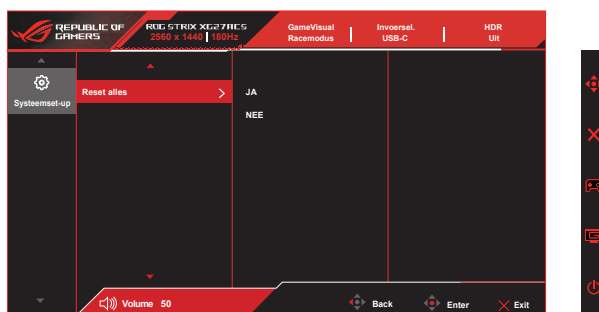 REPUBLIC OF
GAMERS
ROG STRIX XG27ACS
2560 x 1440 180Hz
GameVisual
Racemodus
Invoersel.
USB-C
HDR
Uit
Systeemset-up
Reset alles
JA
NEE
Volume 50
Back
Enter
Exit